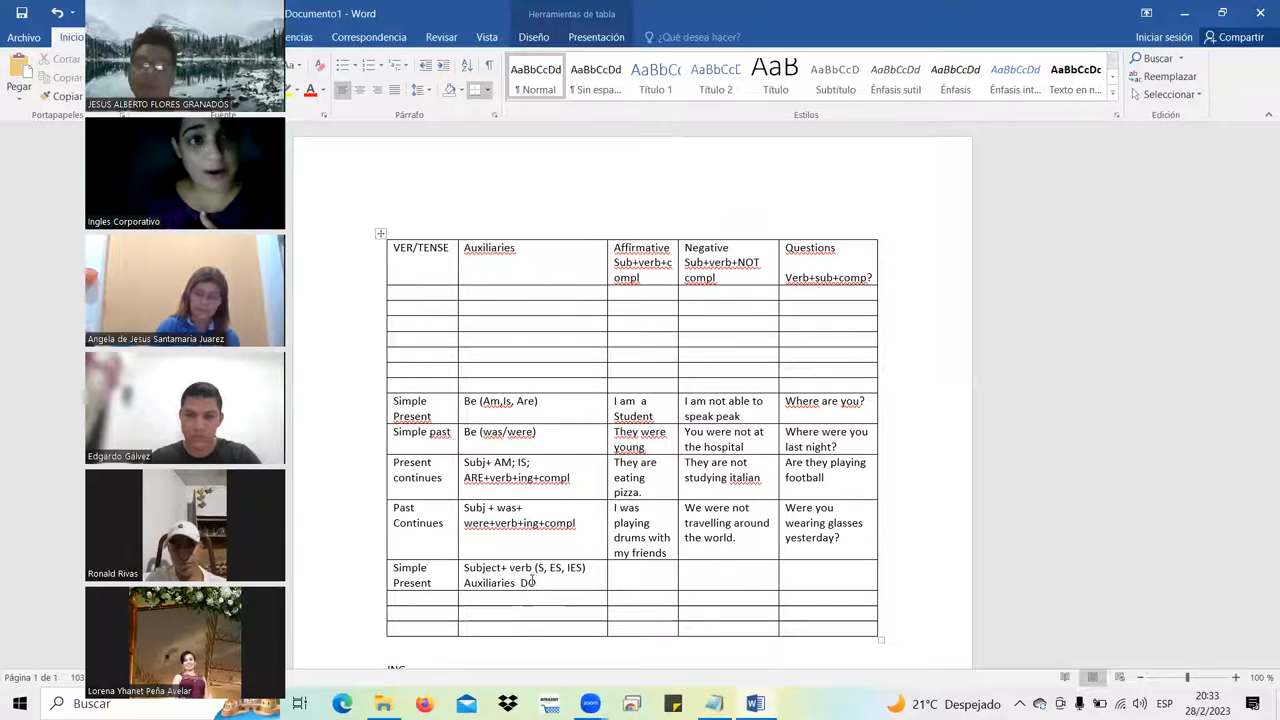 Documento1 - Word
Herramientas de tabla
Archivo
Inicio
encias
Correspondencia
Revisar
Vista
Diseño
Presentación
¿Qué desea hacer?
Iniciar sesión
Compartir
Cortar
Copiar
Copiar
Portapapeles
Fuente
Párrafo
AaBbCcDd
¶ Normal
AaBbCcDd
¶ Sin espa...
AaBbCc
Título 1
AaBbCcD
Título 2
AaB
Título
AaBbCcD
Subtítulo
AaBbCcDd
Énfasis sutil
AaBbCcDd
Énfasis
AaBbCcDd
Énfasis int...
AaBbCcDc
Texto en n...
Estilos
Buscar
Reemplazar
Seleccionar
Edición
JESUS ALBERTO FLORES GRANADOS
Ingles Corporativo
Angela de Jesus Santamaria Juarez
Edgardo Gálvez
Ronald Rivas
Lorena Yhanet Peña Avelar
VER/TENSE
Auxiliaries
Affirmative
Sub+verb+c
ompl
Negative
Sub+verb+NOT
compl
Questions
Verb+sub+comp?
Simple
Present
Be (Am,Is, Are)
I am a
Student
I am not able to
speak peak
Where are you?
Simple past
Be (was/were)
They were
young
You were not at
the hospital
Where were you
last night?
Present
continues
Subj+ AM; IS;
ARE+verb+ing+compl
They are
eating
pizza.
They are not
studying italian
Are they playing
football
Past
Continues
Subj + was+
were+verb+ing+compl
I was
playing
drums with
my friends
We were not
travelling around
the world.
Were you
wearing glasses
yesterday?
Simple
Present
Subject+ verb (S, ES, IES)
Auxiliaries DO
ING
Página 1 de 1
103
100 %
Buscar
amazon
zoom
21°C Despejado
ESP
20:33
28/2/2023